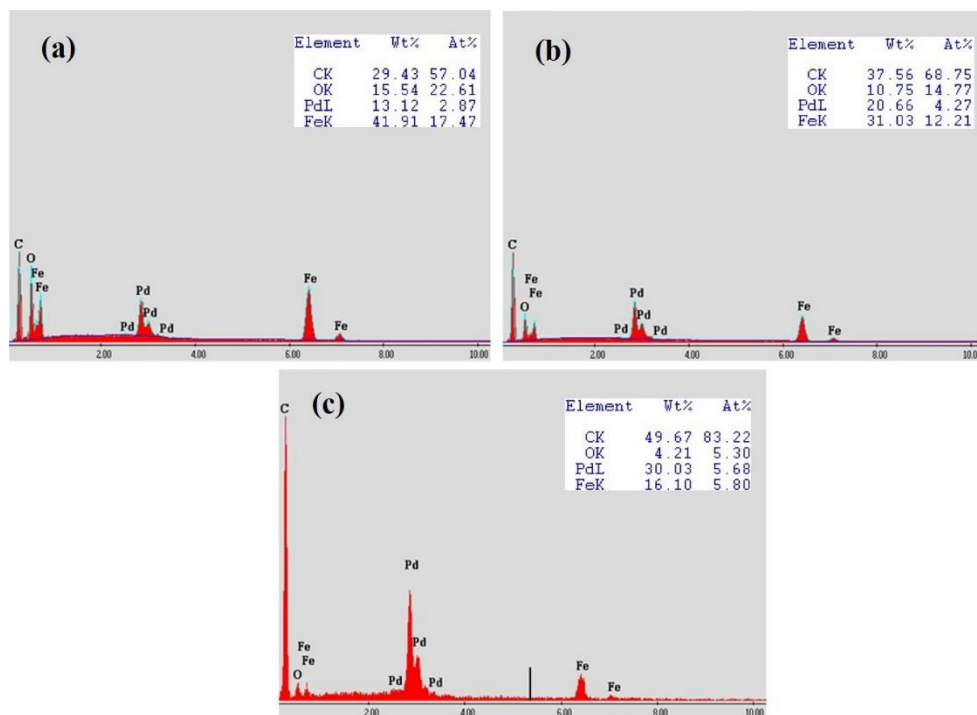 (a)
Element Wt% At%
CK 29.43 57.04
OK 15.54 22.61
PdL 13.12 2.87
FeK 41.91 17.47
C
O
Fe
Fe
Pd
Pd
Pd
Pd
Fe
Fe
2.00 4.00 6.00 8.00 10.00
(b)
Element Wt% At%
CK 37.56 68.75
OK 10.75 14.77
PdL 20.66 4.27
FeK 31.03 12.21
C
Fe
Fe
O
Pd
Pd
Pd
Pd
Fe
Fe
2.00 4.00 6.00 8.00 10.00
(c)
Element Wt% At%
CK 49.67 83.22
OK 4.21 5.30
PdL 30.03 5.68
FeK 16.10 5.80
C
Pd
Pd
Fe
Fe
O
Pd
Pd
Fe
Fe
2.00 4.00 6.00 8.00 10.00